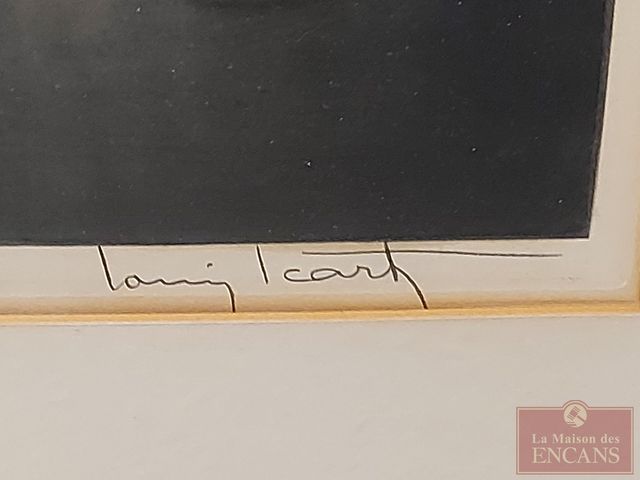 Louis Icart
La Maison des
ENCANS